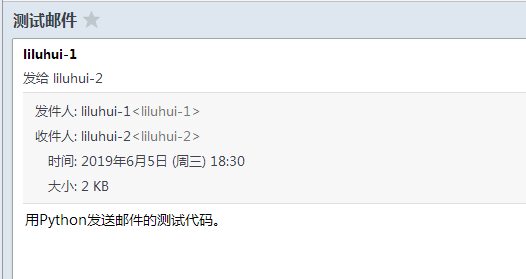 测试邮件
liluhui-1
发给 liluhui-2
发件人: liluhui-1<liluhui-1>
收件人: liluhui-2<liluhui-2>
时间: 2019年6月5日 (周三) 18:30
大小: 2 KB
用Python发送邮件的测试代码。